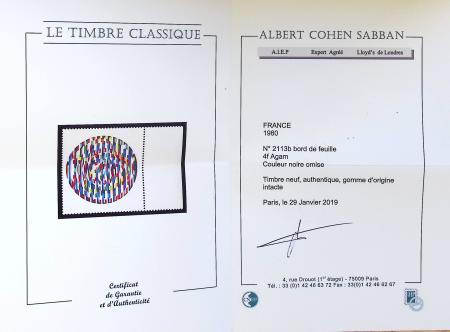 LE TIMBRE CLASSIQUE
Certificat
de Garantie
et d'Authenticité
ALBERT COHEN SABBAN
A.I.E.P Expert Agréé Lloyd's de Londres
FRANCE
1980
N° 2113b bord de feuille
4f Agam
Couleur noire omise
Timbre neuf, authentique, gomme d'origine
intacte
Paris, le 29 Janvier 2019
4, rue Drouot (1er étage) - 75009 Paris
Tél. : 33 (0)1 42 46 63 72 Fax : 33 (0)1 42 46 62 67